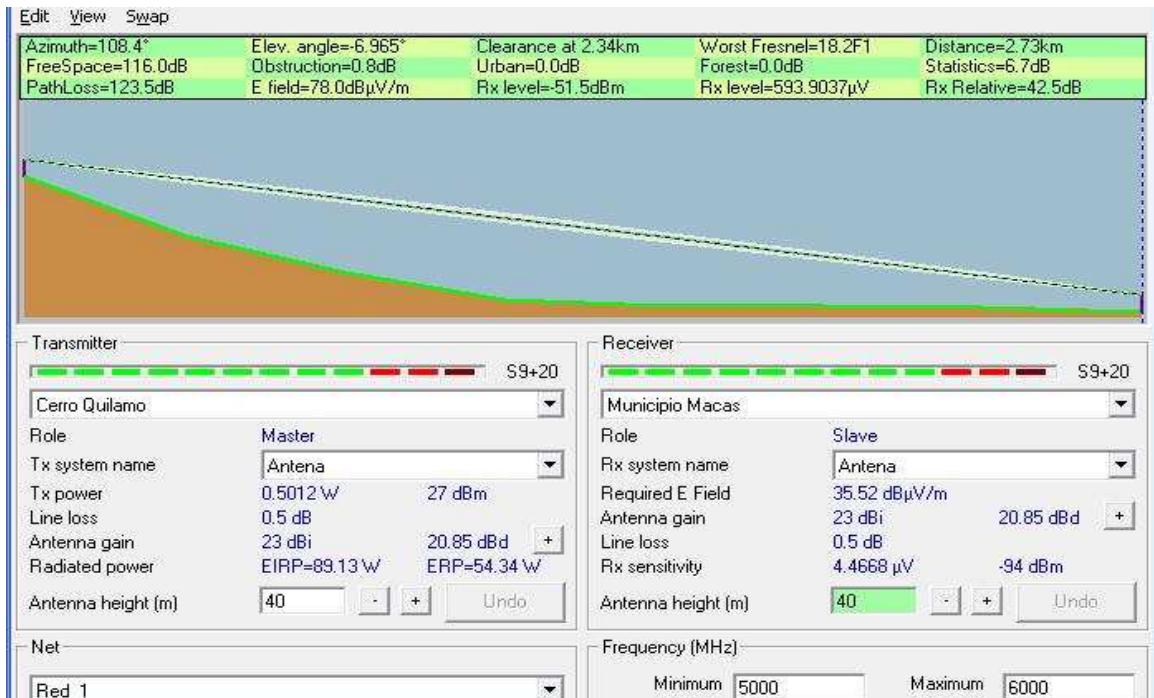 Edit View Swap
Azimuth=108.4° Elev. angle=-6.965° Clearance at 2.34km Worst Fresnel=18.2F1 Distance=2.73km
FreeSpace=116.0dB Obstruction=0.8dB Urban=0.0dB Forest=0.0dB Statistics=6.7dB
PathLoss=123.5dB E field=78.0dBµV/m Rx level=-51.5dBm Rx level=593.9037µV Rx Relative=42.5dB
Transmitter
S9+20
Cerro Quilamo
Role Master
Tx system name Antena
Tx power 0.5012 W 27 dBm
Line loss 0.5 dB
Antenna gain 23 dBi 20.85 dBd +
Radiated power EIRP=89.13 W ERP=54.34 W
Antenna height (m) 40 - + Undo
Net
Red 1
Receiver
S9+20
Municipio Macas
Role Slave
Rx system name Antena
Required E Field 35.52 dBµV/m
Antenna gain 23 dBi 20.85 dBd +
Line loss 0.5 dB
Rx sensitivity 4.4668 µV -94 dBm
Antenna height (m) 40 - + Undo
Frequency (MHz)
Minimum 5000 Maximum 6000